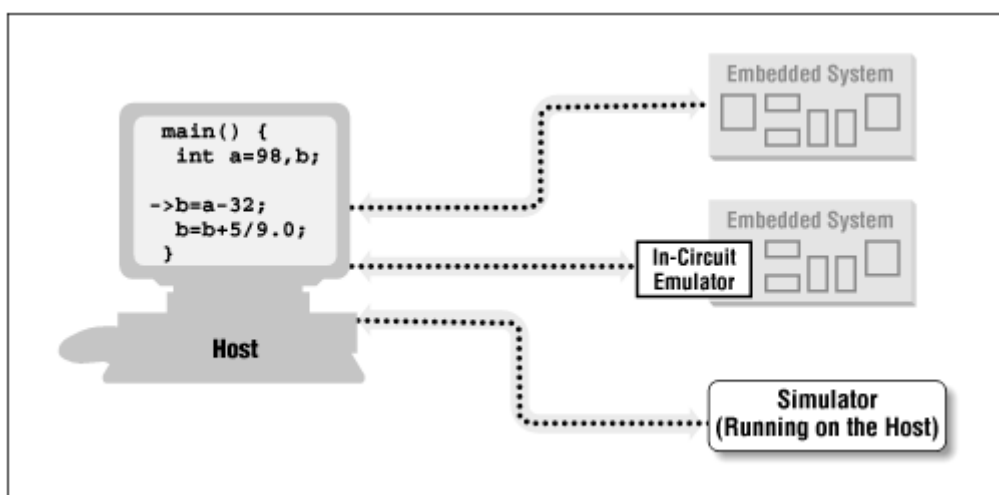 main() {
int a=98,b;
->b=a-32;
b=b+5/9.0;
}
Host
Embedded System
Embedded System
In-Circuit
Emulator
Simulator
(Running on the Host)